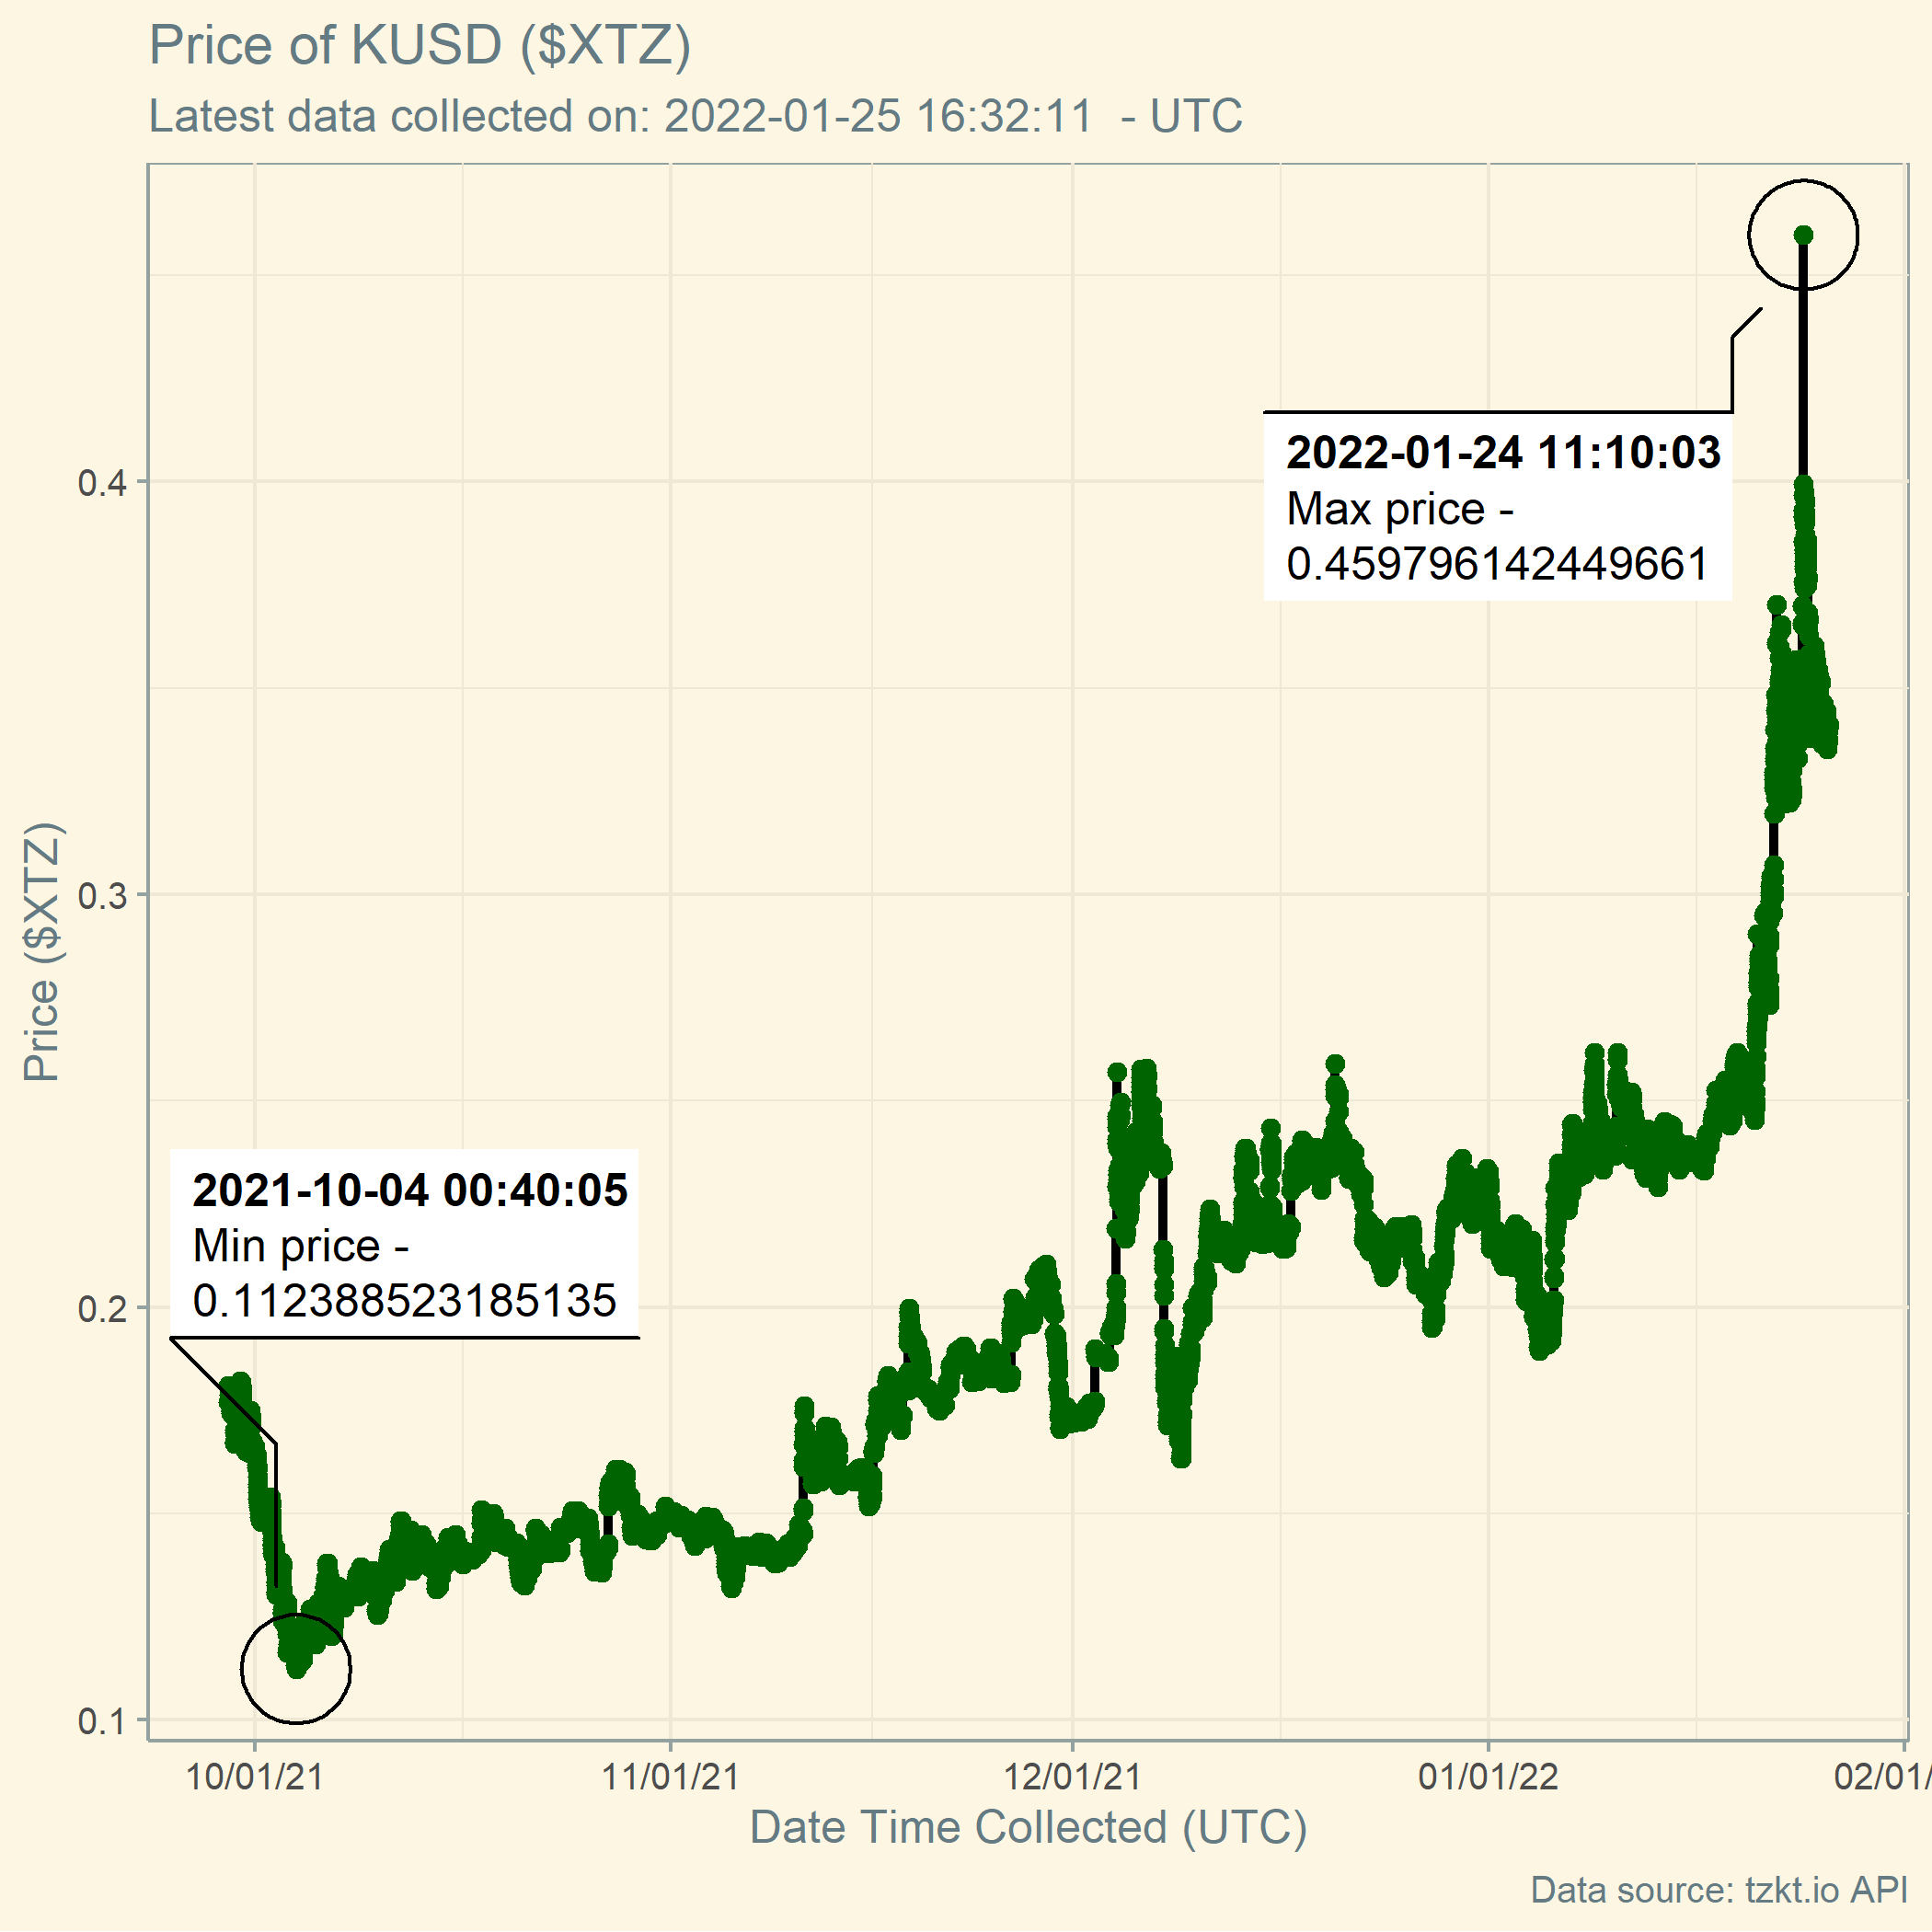 Price of KUSD ($XTZ)
Latest data collected on: 2022-01-25 16:32:11  - UTC
2022-01-24 11:10:03
Max price -
0.459796142449661
2021-10-04 00:40:05
Min price -
0.112388523185135
Price ($XTZ)
0.4
0.3
0.2
0.1
10/01/21
11/01/21
12/01/21
01/01/22
02/01/
Date Time Collected (UTC)
Data source: tzkt.io API